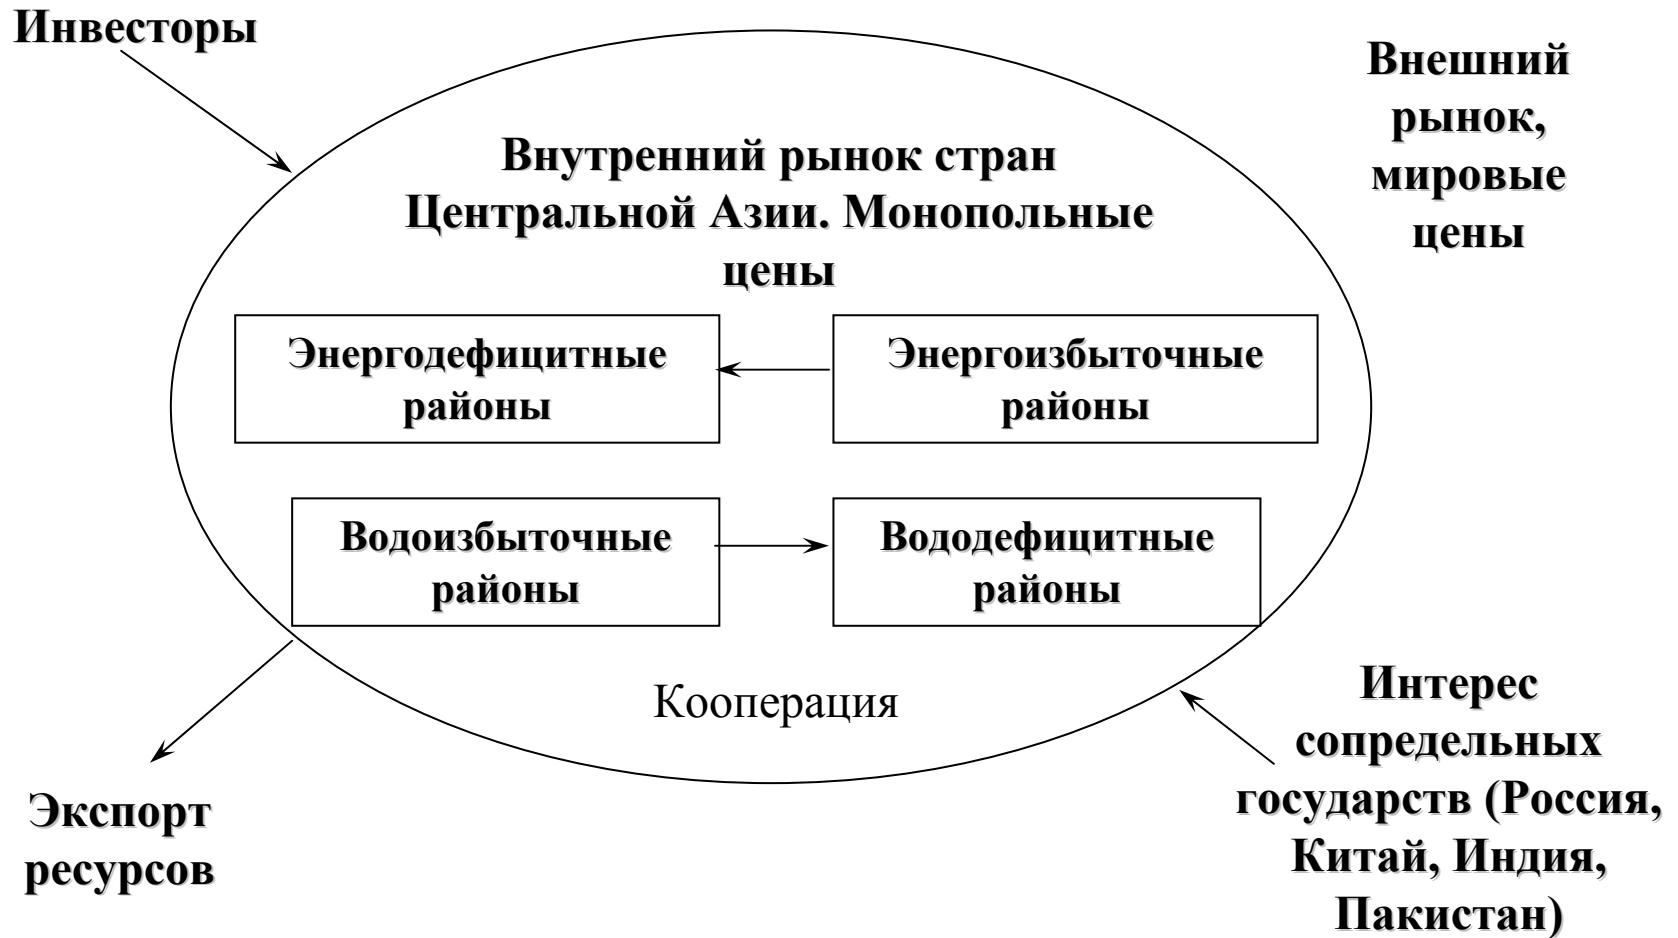 Инвесторы
Внешний
рынок,
мировые
цены
Внутренний рынок стран
Центральной Азии. Монопольные
цены
Энергодефицитные
районы
Энергоизбыточные
районы
Водоизбыточные
районы
Вододефицитные
районы
Кооперация
Экспорт
ресурсов
Интерес
сопредельных
государств (Россия,
Китай, Индия,
Пакистан)